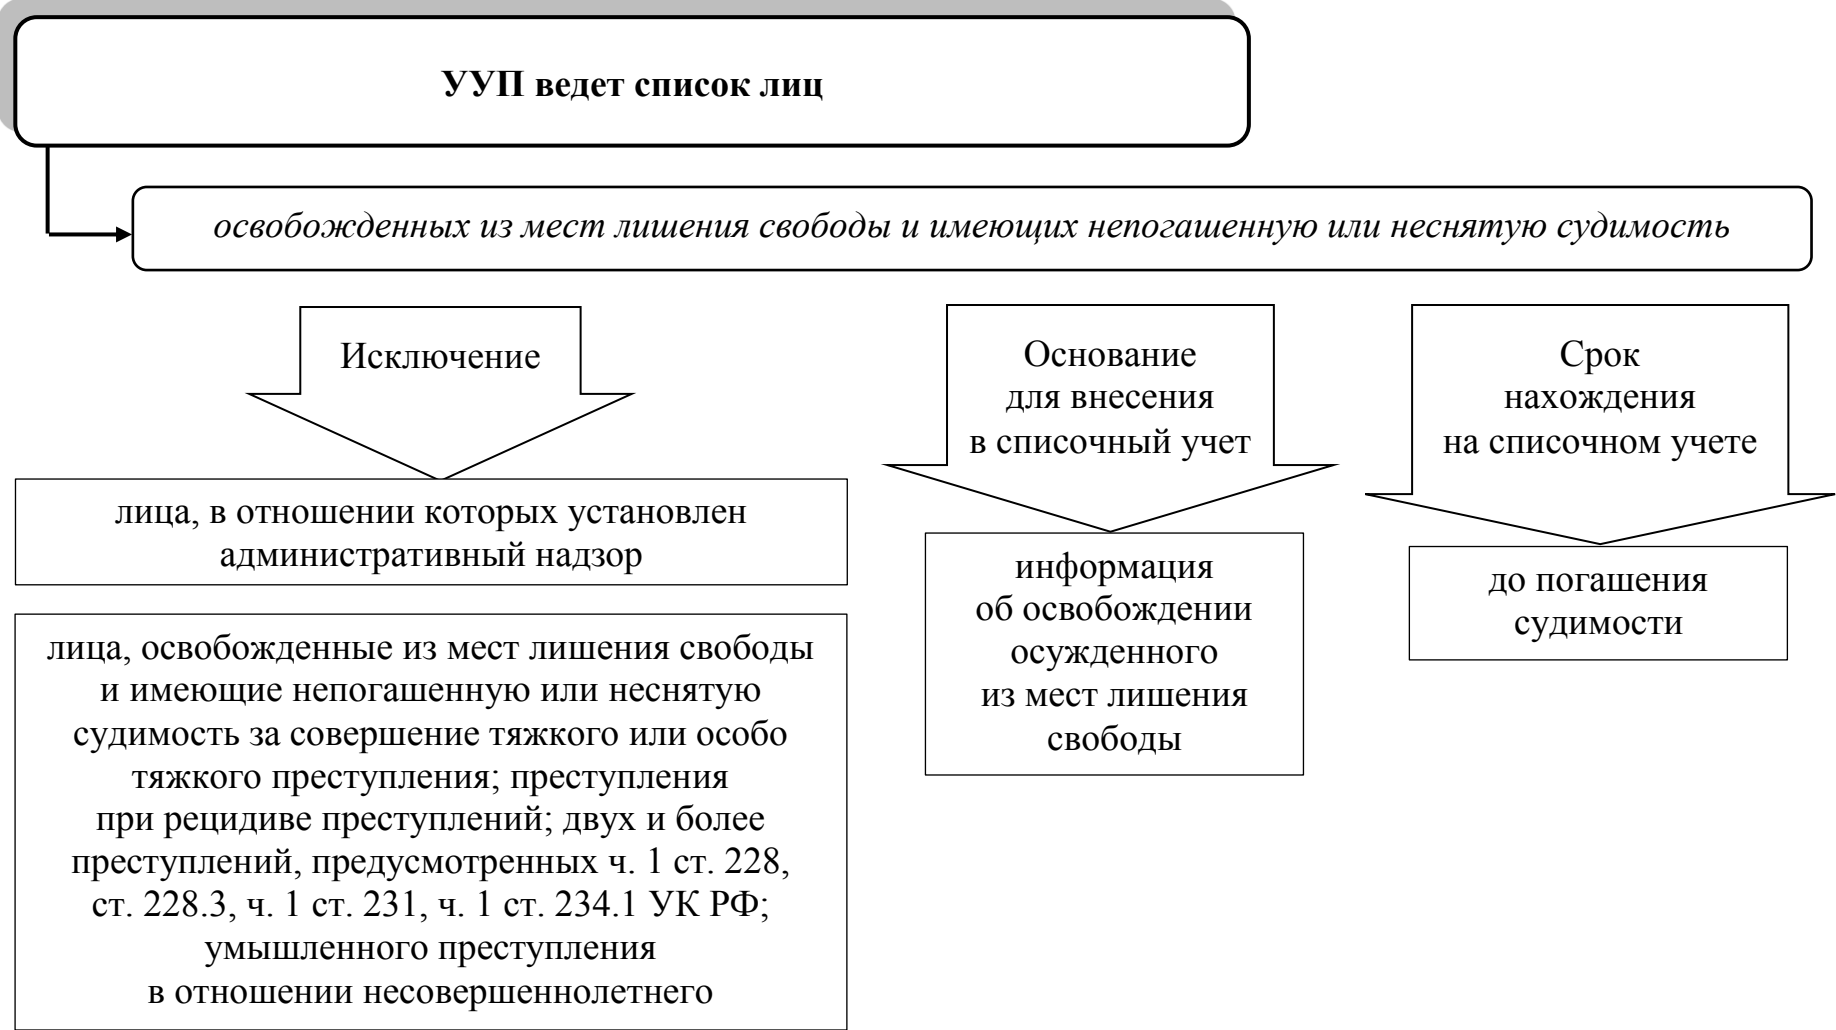 УУП ведет список лиц
освобожденных из мест лишения свободы и имеющих непогашенную или неснятую судимость
Исключение
лица, в отношении которых установлен
административный надзор
лица, освобожденные из мест лишения свободы
и имеющие непогашенную или неснятую
судимость за совершение тяжкого или особо
тяжкого преступления; преступления
при рецидиве преступлений; двух и более
преступлений, предусмотренных ч. 1 ст. 228,
ст. 228.3, ч. 1 ст. 231, ч. 1 ст. 234.1 УК РФ;
умышленного преступления
в отношении несовершеннолетнего
Основание
для внесения
в списочный учет
информация
об освобождении
осужденного
из мест лишения
свободы
Срок
нахождения
на списочном учете
до погашения
судимости